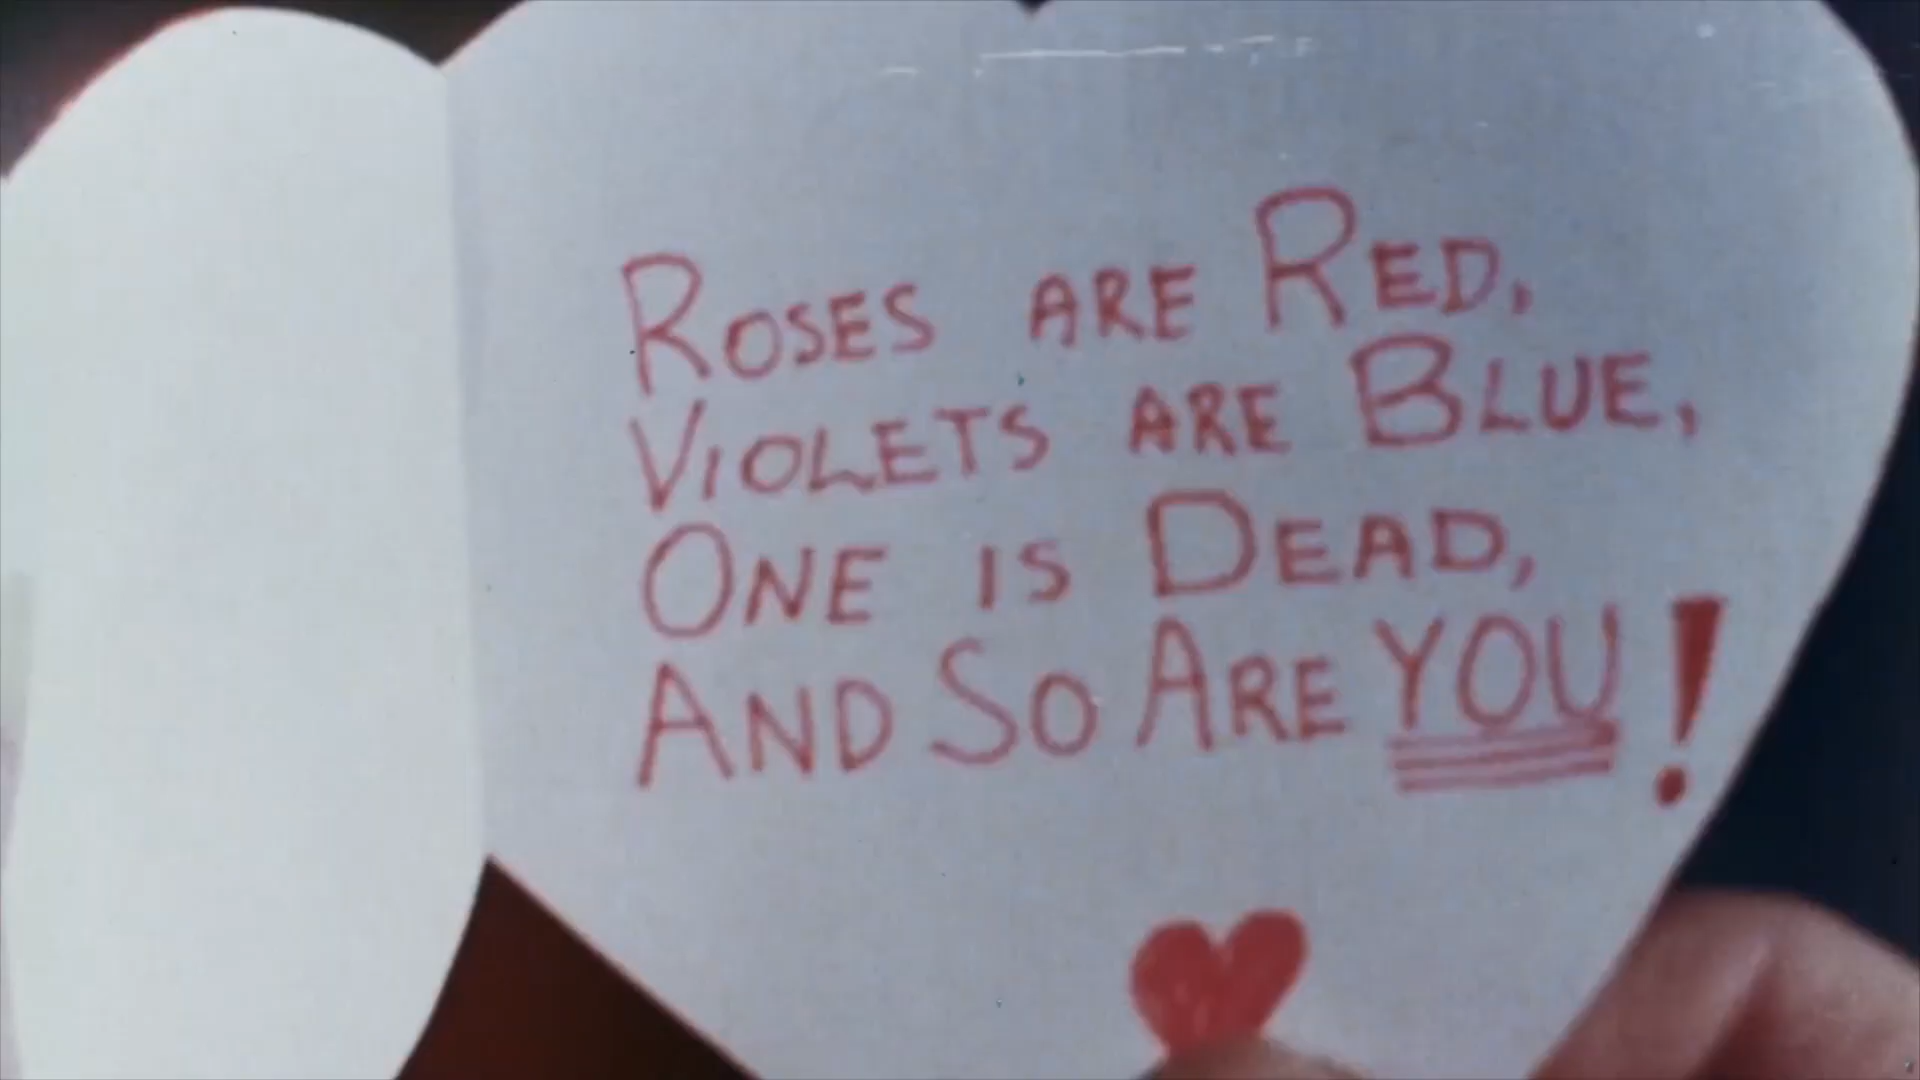 ROSES ARE RED,
VIOLETS ARE BLUE,
ONE IS DEAD,
AND SO ARE YOU!